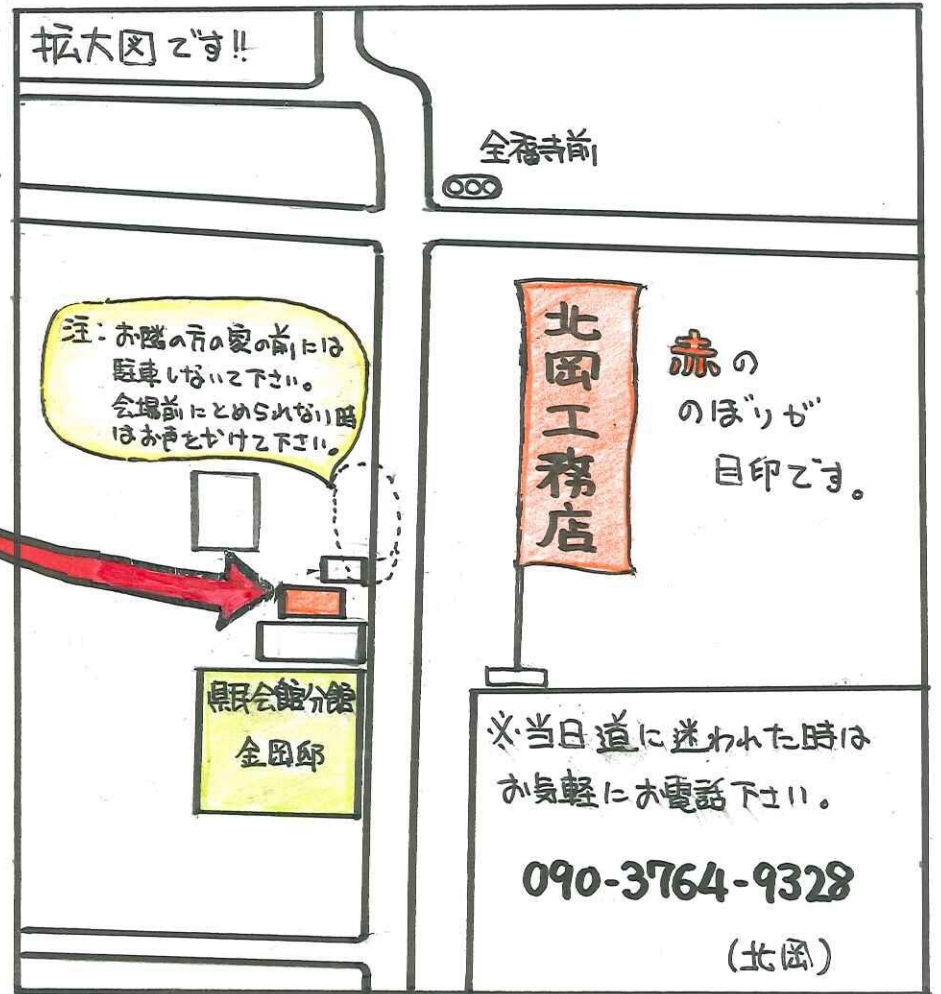 拡大図です!!
全福寺前
注：お隣の方の家の前には
駐車しないで下さい。
会場前にとめられない時
はお声をかけて下さい。
北岡工務店
赤の
のぼりが
目印です。
県民会館分館
金岡邸
※当日道に迷われた時は
お気軽にお電話下さい。
090-3764-9328
(北岡)